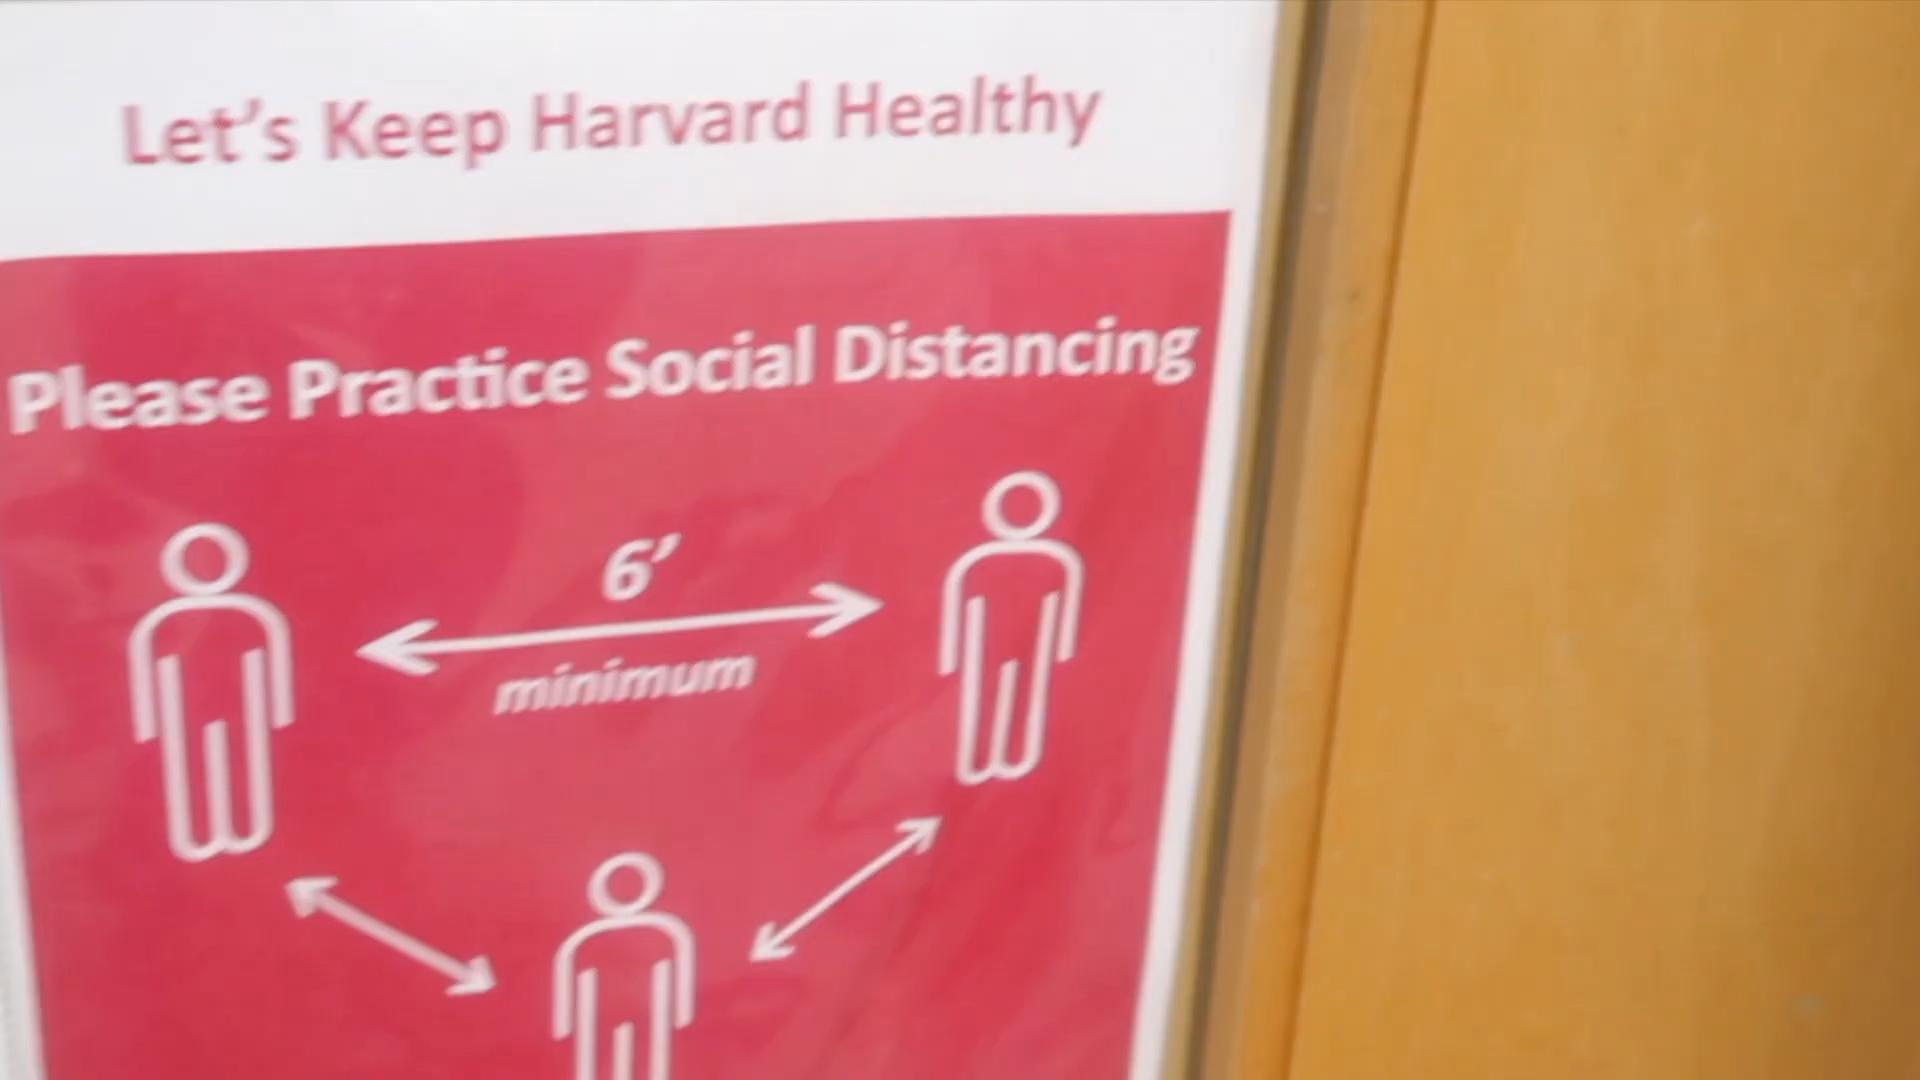 Let's Keep Harvard Healthy
Please Practice Social Distancing
6'
minimum